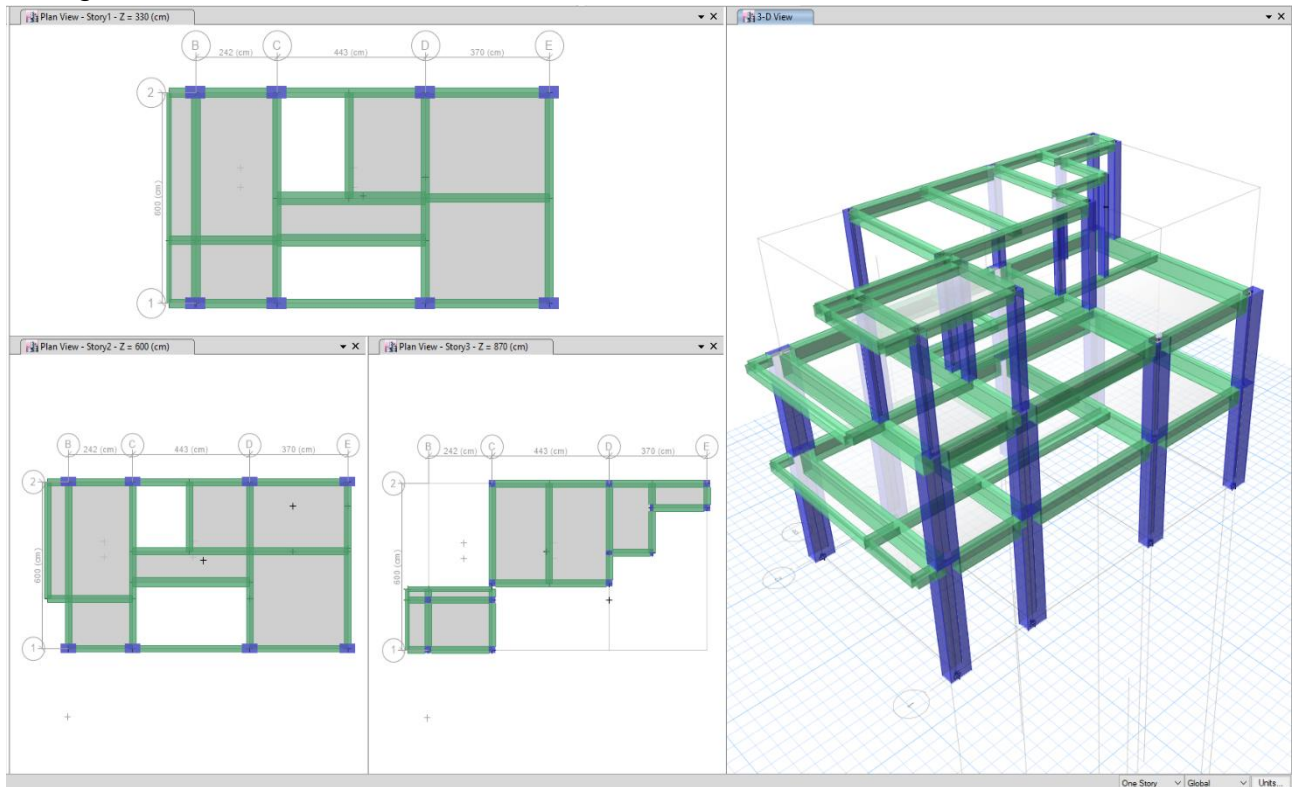 Plan View - Story1 - Z = 330 (cm)
B C D E
242 (cm) 443 (cm) 370 (cm)
2
600 (cm)
1
Plan View - Story2 - Z = 600 (cm)
B C D E
242 (cm) 443 (cm) 370 (cm)
2
600 (cm)
1
Plan View - Story3 - Z = 870 (cm)
B C D E
242 (cm) 443 (cm) 370 (cm)
2
600 (cm)
1
3-D View
One Story Global Units...